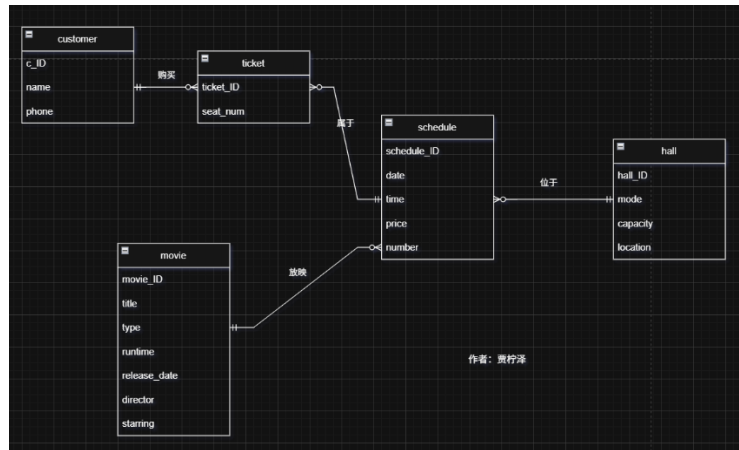 customer
c_ID
name
phone
购买
ticket
ticket_ID
seat_num
属于
schedule
schedule_ID
date
time
price
number
位于
hall
hall_ID
mode
capacity
location
movie
movie_ID
title
type
runtime
release_date
director
starring
放映
作者：贾柠泽